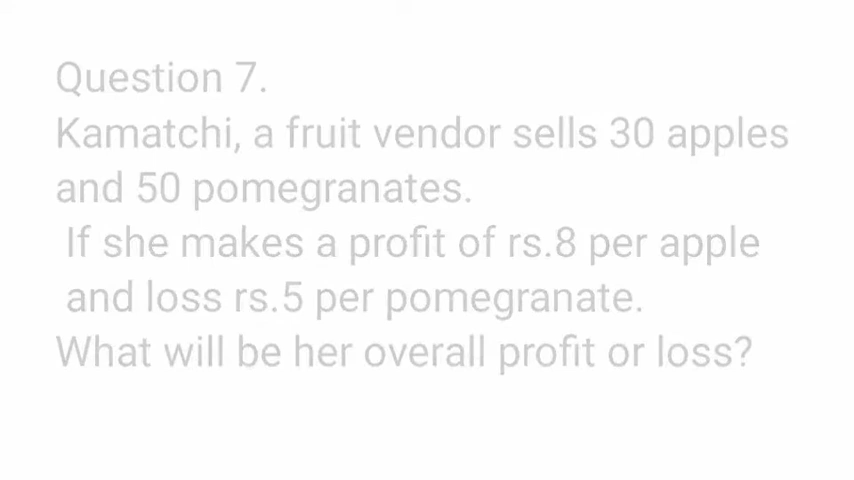 Question 7.
Kamatchi, a fruit vendor sells 30 apples
and 50 pomegranates.
If she makes a profit of rs.8 per apple
and loss rs.5 per pomegranate.
What will be her overall profit or loss?